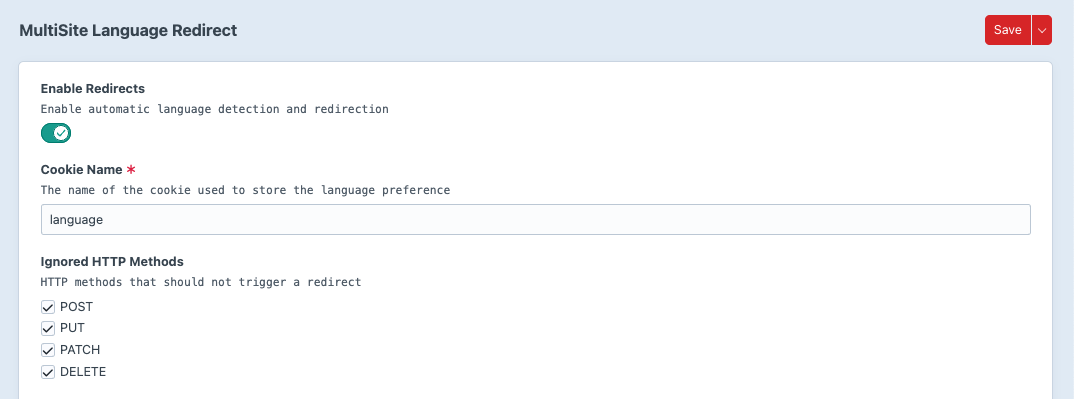 MultiSite Language Redirect
Save
Enable Redirects
Enable automatic language detection and redirection
Cookie Name *
The name of the cookie used to store the language preference
language
Ignored HTTP Methods
HTTP methods that should not trigger a redirect
POST
PUT
PATCH
DELETE